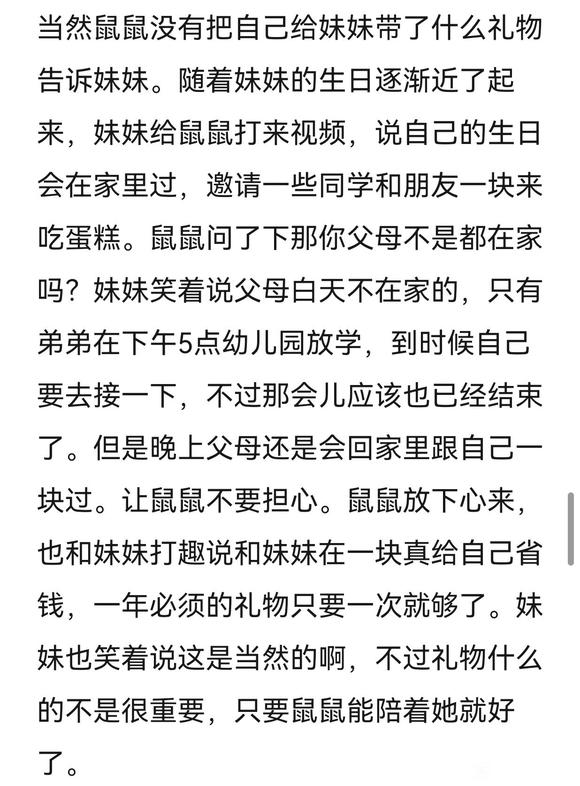 当然鼠鼠没有把自己给妹妹带了什么礼物
告诉妹妹。随着妹妹的生日逐渐近了起
来，妹妹给鼠鼠打来视频，说自己的生日
会在家里过，邀请一些同学和朋友一块来
吃蛋糕。鼠鼠问了下那你父母不是都在家
吗？妹妹笑着说父母白天不在家的，只有
弟弟在下午5点幼儿园放学，到时候自己
要去接一下，不过那会儿应该也已经结束
了。但是晚上父母还是会回家里跟自己一
块过。让鼠鼠不要担心。鼠鼠放下心来，
也和妹妹打趣说和妹妹在一块真给自己省
钱，一年必须的礼物只要一次就够了。妹
妹也笑着说这是当然的啊，不过礼物什么
的不是很重要，只要鼠鼠能陪着她就好
了。